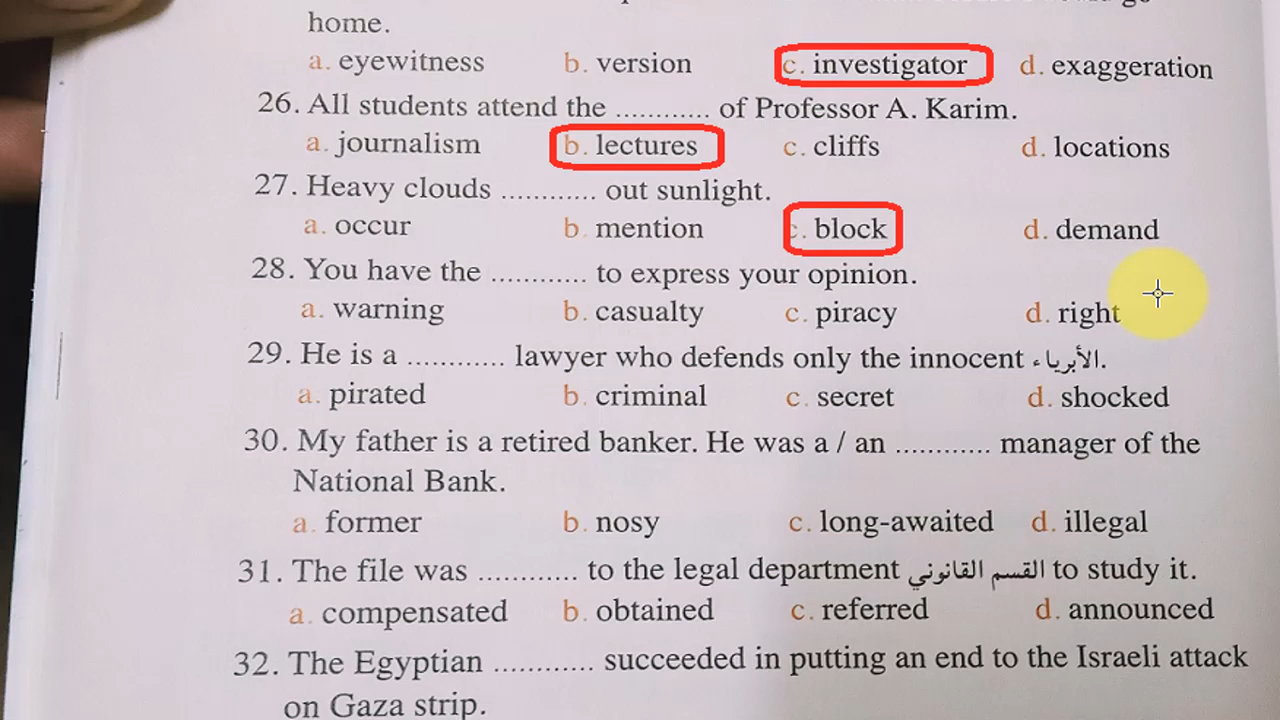 home.
a. eyewitness b. version c. investigator d. exaggeration
26. All students attend the ............ of Professor A. Karim.
a. journalism b. lectures c. cliffs d. locations
27. Heavy clouds ............ out sunlight.
a. occur b. mention c. block d. demand
28. You have the ............ to express your opinion.
a. warning b. casualty c. piracy d. right
29. He is a ............ lawyer who defends only the innocent الأبرياء.
a. pirated b. criminal c. secret d. shocked
30. My father is a retired banker. He was a / an ............ manager of the
National Bank.
a. former b. nosy c. long-awaited d. illegal
31. The file was ............ to the legal department القسم القانوني to study it.
a. compensated b. obtained c. referred d. announced
32. The Egyptian ............ succeeded in putting an end to the Israeli attack
on Gaza strip.